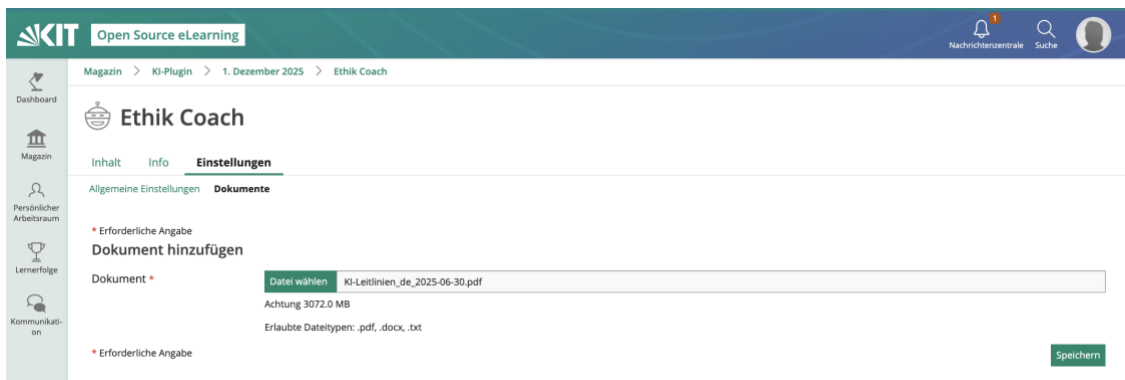 KIT Open Source eLearning
1
Nachrichtenzentrale Suche
Dashboard
Magazin
Persönlicher
Arbeitsraum
Lernerfolge
Kommunikati-
on
Magazin > KI-Plugin > 1. Dezember 2025 > Ethik Coach
Ethik Coach
Inhalt Info Einstellungen
Allgemeine Einstellungen Dokumente
* Erforderliche Angabe
Dokument hinzufügen
Dokument * Datei wählen KI-Leitlinien_de_2025-06-30.pdf
Achtung 3072.0 MB
Erlaubte Dateitypen: .pdf, .docx, .txt
* Erforderliche Angabe Speichern